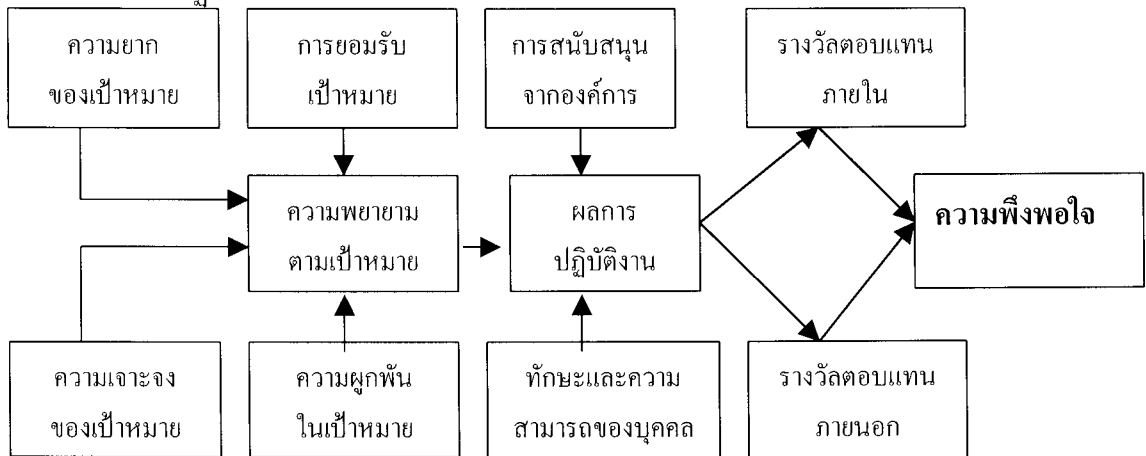 ความยาก
ของเป้าหมาย
การยอมรับ
เป้าหมาย
การสนับสนุน
จากองค์การ
รางวัลตอบแทน
ภายใน
ความพยายาม
ตามเป้าหมาย
ผลการ
ปฏิบัติงาน
ความพึงพอใจ
ความเจาะจง
ของเป้าหมาย
ความผูกพัน
ในเป้าหมาย
ทักษะและความ
สามารถของบุคคล
รางวัลตอบแทน
ภายนอก